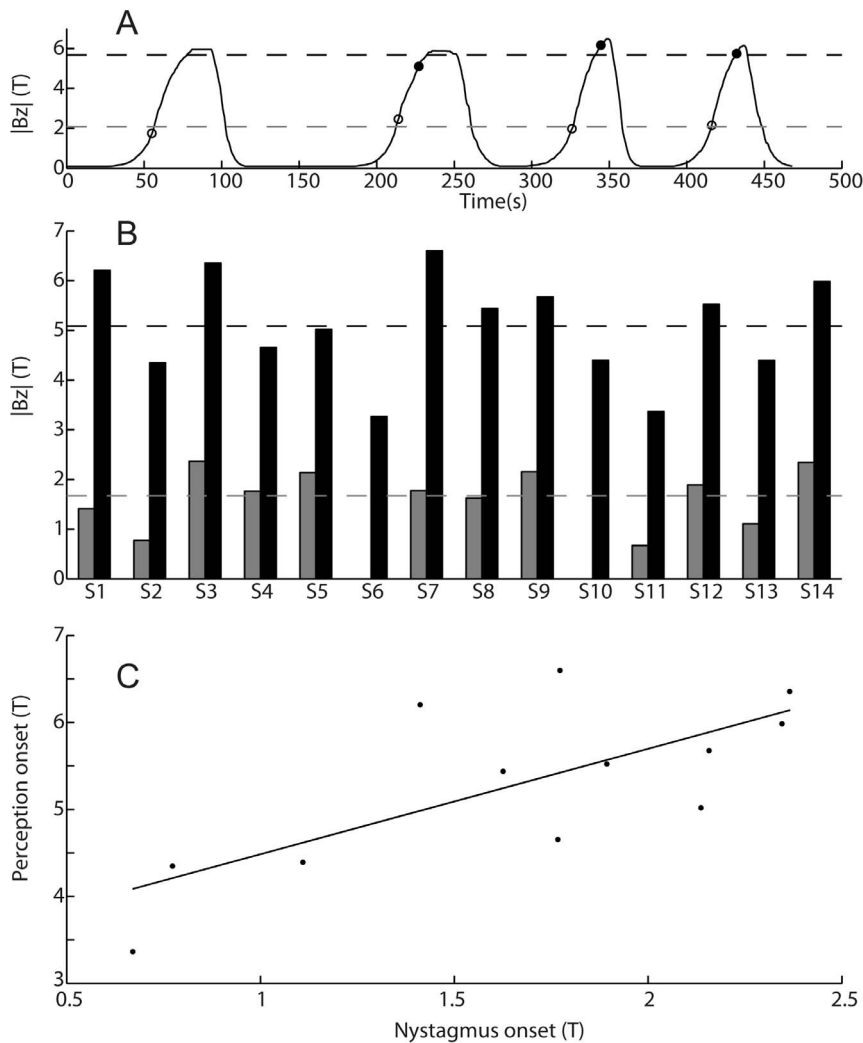 A
|Bz| (T)
6
4
2
0
0 50 100 150 200 250 300 350 400 450 500
Time(s)
B
|Bz| (T)
7
6
5
4
3
2
1
0
S1 S2 S3 S4 S5 S6 S7 S8 S9 S10 S11 S12 S13 S14
C
Perception onset (T)
7
6
5
4
3
0.5 1 1.5 2 2.5
Nystagmus onset (T)